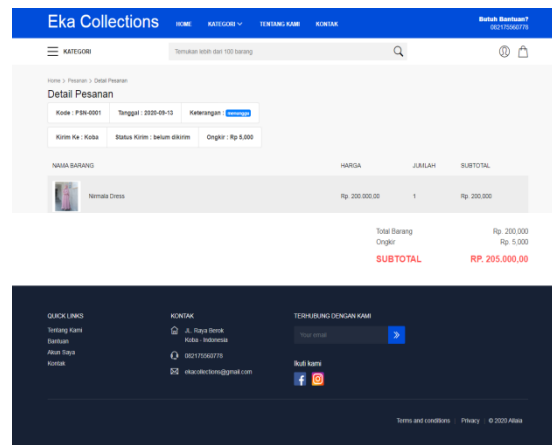 Eka Collections
HOME KATEGORI TENTANG KAMI KONTAK
Butuh Bantuan?
082175560778
KATEGORI
Temukan lebih dari 100 barang
Home > Pesanan > Detail Pesanan
Detail Pesanan
Kode : PSN-0001 Tanggal : 2020-09-13 Keterangan : menunggu
Kirim Ke : Koba Status Kirim : belum dikirim Ongkir : Rp 5,000
NAMA BARANG HARGA JUMLAH SUBTOTAL
Nirmala Dress Rp. 200.000,00 1 Rp. 200,000
Total Barang Rp. 200,000
Ongkir Rp. 5,000
SUBTOTAL RP. 205.000,00
QUICK LINKS
Tentang Kami
Bantuan
Akun Saya
Kontak
KONTAK
JL. Raya Berok
Koba - Indonesia
082175560778
ekacollections@gmail.com
TERHUBUNG DENGAN KAMI
Your email
Ikuti kami
Terms and conditions Privacy © 2020 Allaia